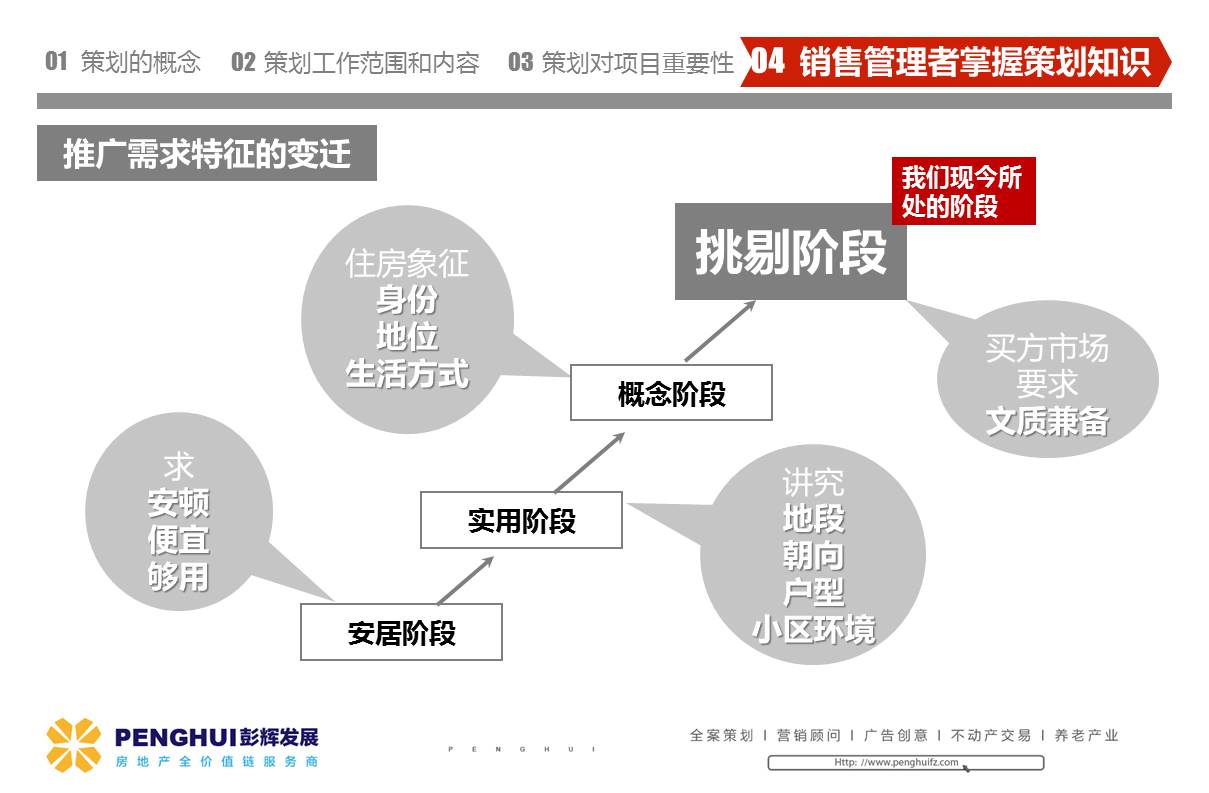 01 策划的概念 02 策划工作范围和内容 03 策划对项目重要性 04 销售管理者掌握策划知识
推广需求特征的变迁
我们现今所
处的阶段
挑剔阶段
住房象征
身份
地位
生活方式
买方市场
要求
文质兼备
概念阶段
求
安顿
便宜
够用
实用阶段
讲究
地段
朝向
户型
小区环境
安居阶段
PENGHUI彭辉发展
房地产全价值链服务商
PENGHUI
全案策划 I 营销顾问 I 广告创意 I 不动产交易 I 养老产业
Http: //www.penghuifz.com